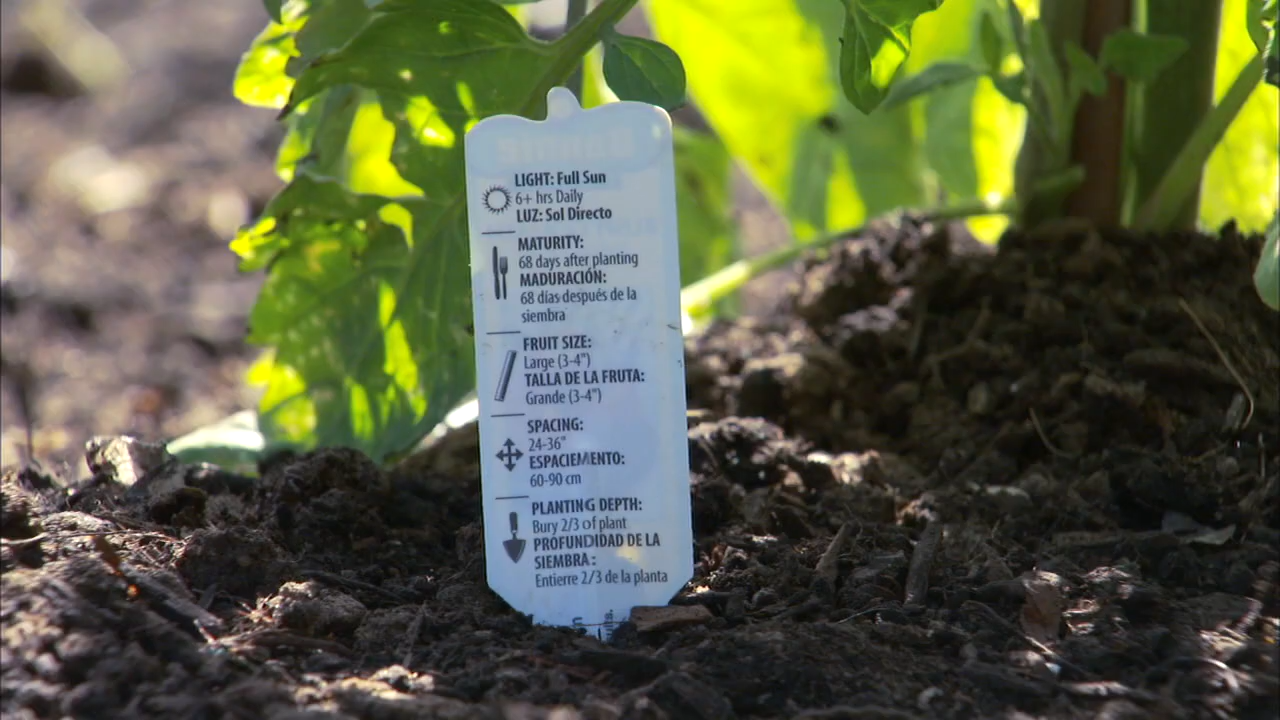 LIGHT: Full Sun
6+ hrs Daily
LUZ: Sol Directo
MATURITY:
68 days after planting
MADURACIÓN:
68 días después de la
siembra
FRUIT SIZE:
Large (3-4")
TALLA DE LA FRUTA:
Grande (3-4")
SPACING:
24-36"
ESPACIEMENTO:
60-90 cm
PLANTING DEPTH:
Bury 2/3 of plant
PROFUNDIDAD DE LA
SIEMBRA:
Entierre 2/3 de la planta